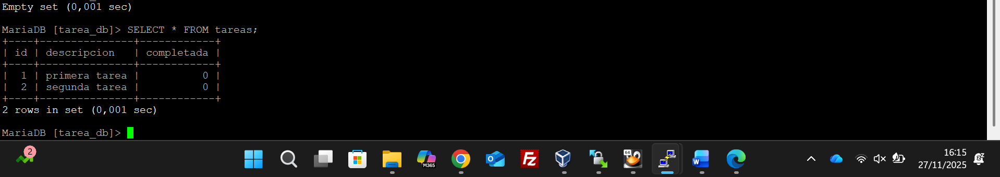 Empty set (0,001 sec)
MariaDB [tarea_db]> SELECT * FROM tareas;
+----+---------------+------------+
| id | descripcion   | completada |
+----+---------------+------------+
|  1 | primera tarea |          0 |
|  2 | segunda tarea |          0 |
+----+---------------+------------+
2 rows in set (0,001 sec)
MariaDB [tarea_db]>
2
M365
Fz
64
W
16:15
27/11/2025